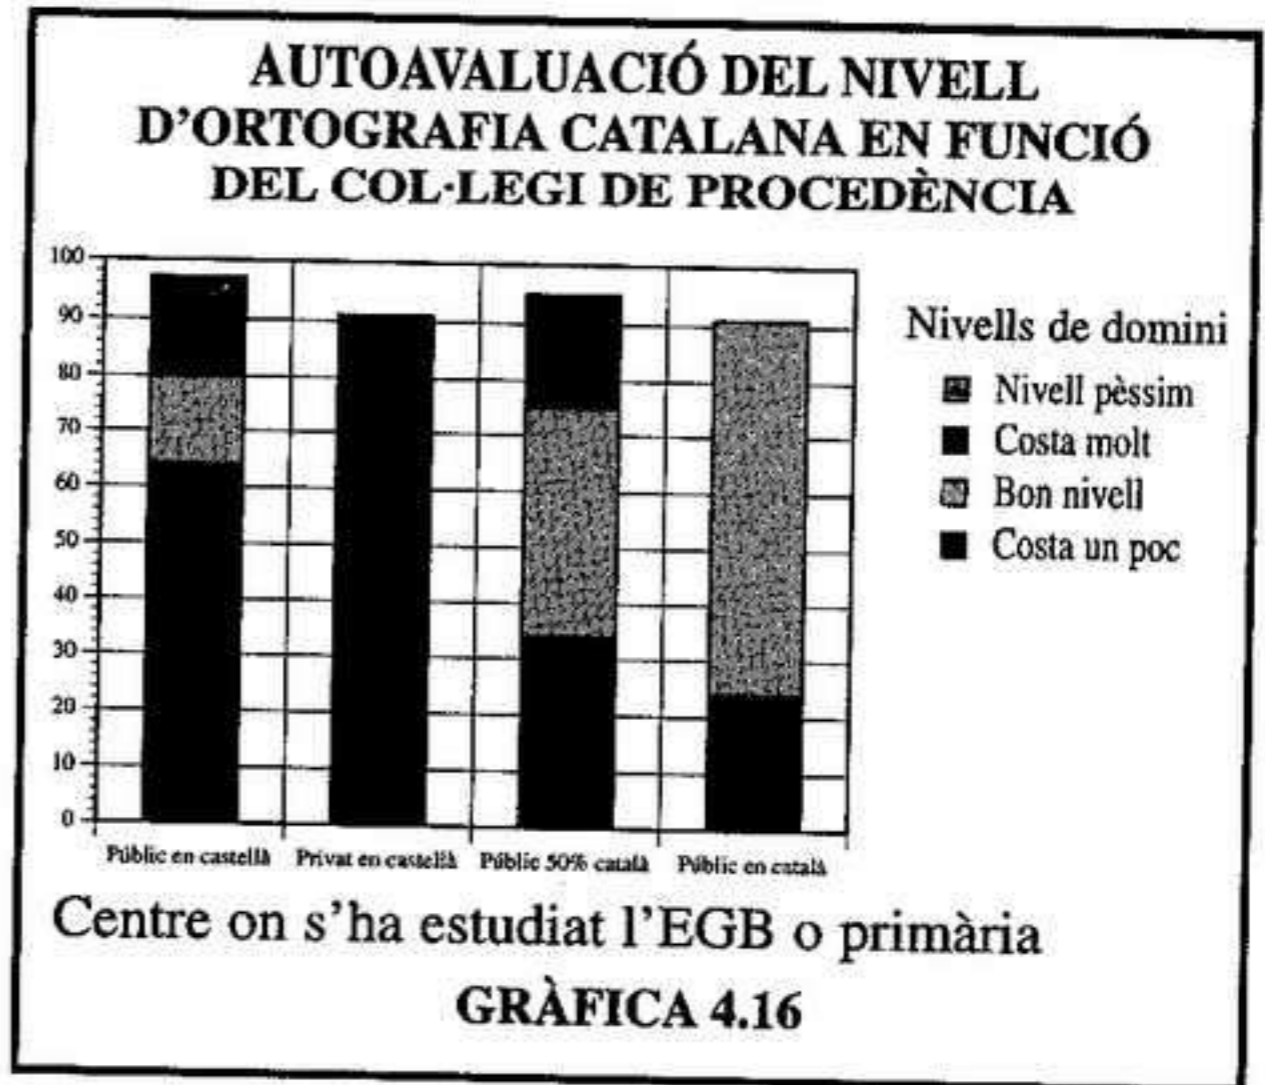 AUTOAVALUACIÓ DEL NIVELL
D'ORTOGRAFIA CATALANA EN FUNCIÓ
DEL COL·LEGI DE PROCEDÈNCIA
100
90
80
70
60
50
40
30
20
10
0
Públic en castellà
Privat en castellà
Públic 50% català
Públic en català
Nivells de domini
Nivell pèssim
Costa molt
Bon nivell
Costa un poc
Centre on s'ha estudiat l'EGB o primària
GRÀFICA 4.16